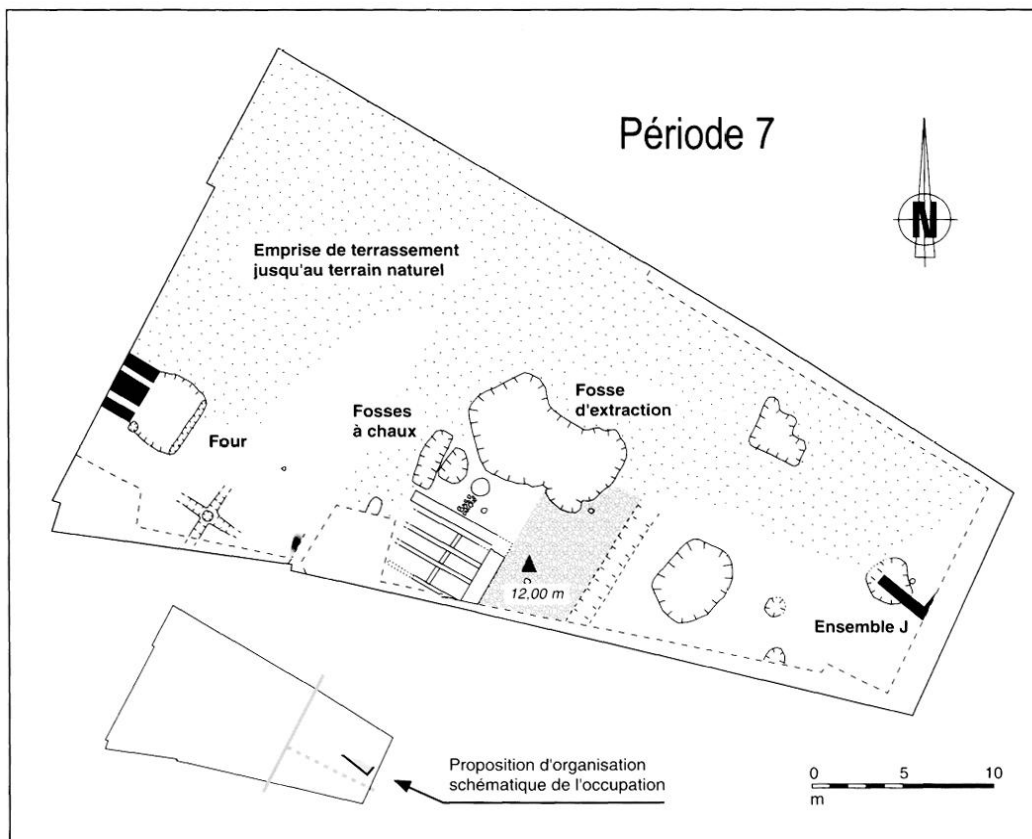 Période 7
N
Emprise de terrassement
jusqu'au terrain naturel
Fosse
d'extraction
Fosses
à chaux
Four
12,00 m
Ensemble J
Proposition d'organisation
schématique de l'occupation
0 5 10
m